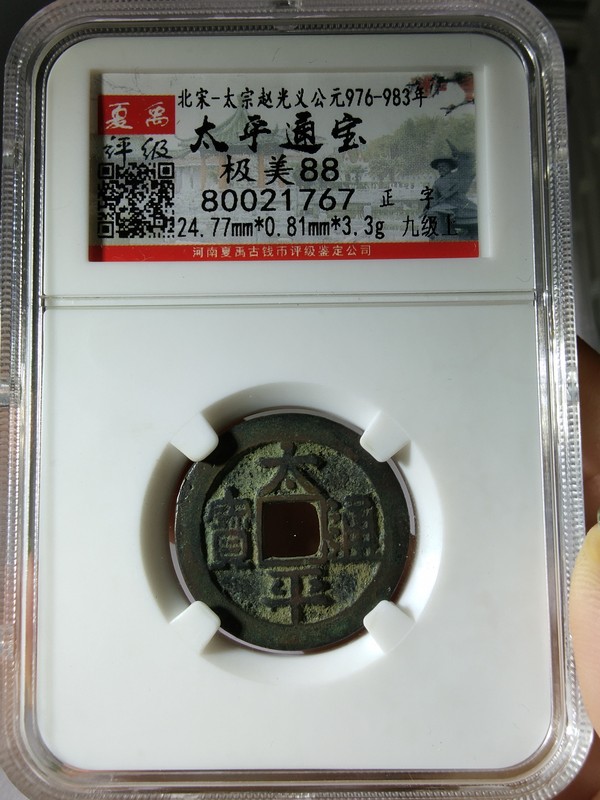 北宋-太宗赵光义公元976-983年
夏禹
评级
太平通宝
极美88
80021767 正字
24.77mm*0.81mm*3.3g 九级上
河南夏禹古钱币评级鉴定公司
太
寶 通
平